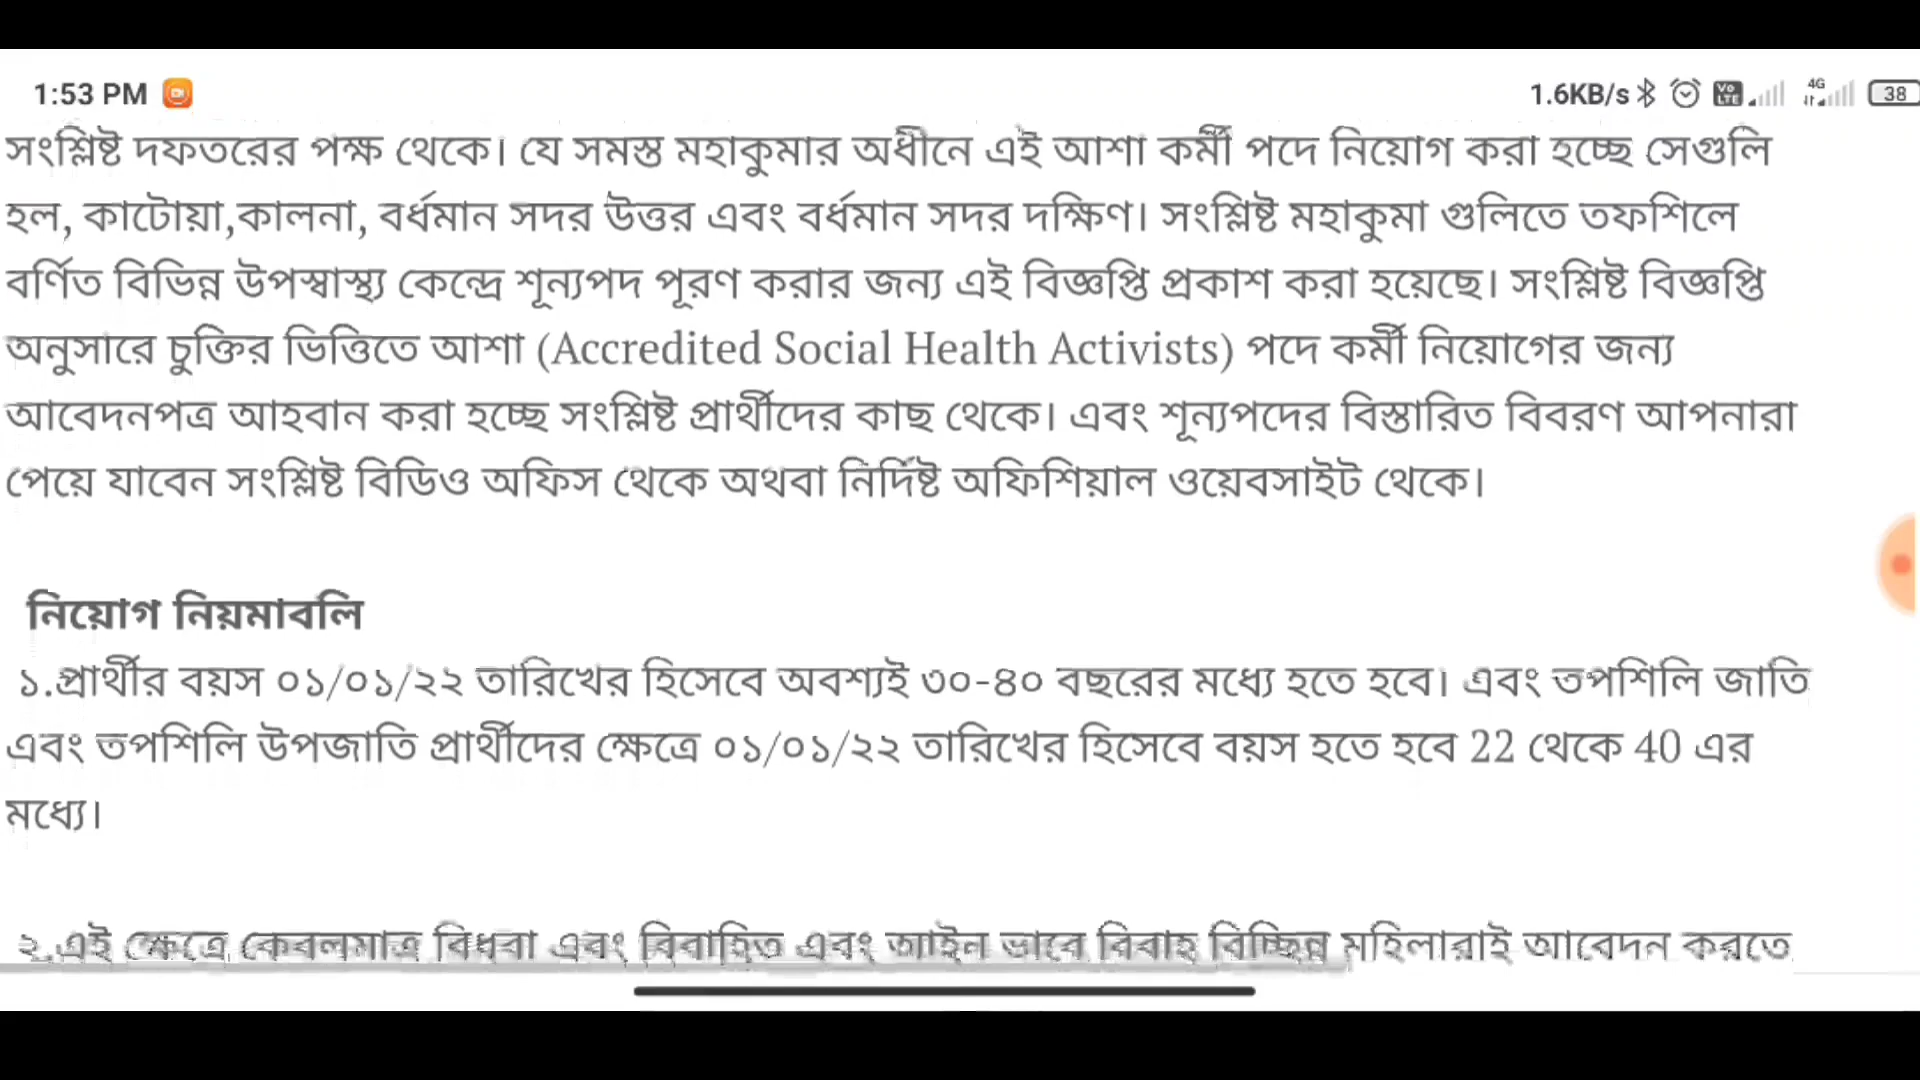 1:53 PM 1.6KB/s Vo LTE 4G 38
সংশ্লিষ্ট দফতরের পক্ষ থেকে। যে সমস্ত মহাকুমার অধীনে এই আশা কর্মী পদে নিয়োগ করা হচ্ছে সেগুলি
হল, কাটোয়া,কালনা, বর্ধমান সদর উত্তর এবং বর্ধমান সদর দক্ষিণ। সংশ্লিষ্ট মহাকুমা গুলিতে তফশিলে
বর্ণিত বিভিন্ন উপস্বাস্থ্য কেন্দ্রে শূন্যপদ পূরণ করার জন্য এই বিজ্ঞপ্তি প্রকাশ করা হয়েছে। সংশ্লিষ্ট বিজ্ঞপ্তি
অনুসারে চুক্তির ভিত্তিতে আশা (Accredited Social Health Activists) পদে কর্মী নিয়োগের জন্য
আবেদনপত্র আহবান করা হচ্ছে সংশ্লিষ্ট প্রার্থীদের কাছ থেকে। এবং শূন্যপদের বিস্তারিত বিবরণ আপনারা
পেয়ে যাবেন সংশ্লিষ্ট বিডিও অফিস থেকে অথবা নির্দিষ্ট অফিশিয়াল ওয়েবসাইট থেকে।
নিয়োগ নিয়মাবলি
১.প্রার্থীর বয়স ০১/০১/২২ তারিখের হিসেবে অবশ্যই ৩০-৪০ বছরের মধ্যে হতে হবে। এবং তপশিলি জাতি
এবং তপশিলি উপজাতি প্রার্থীদের ক্ষেত্রে ০১/০১/২২ তারিখের হিসেবে বয়স হতে হবে 22 থেকে 40 এর
মধ্যে।
২.এই ক্ষেত্রে কেবলমাত্র বিধবা এবং বিবাহিত এবং আইন ভাবে বিবাহ বিচ্ছিন্ন মহিলারাই আবেদন করতে